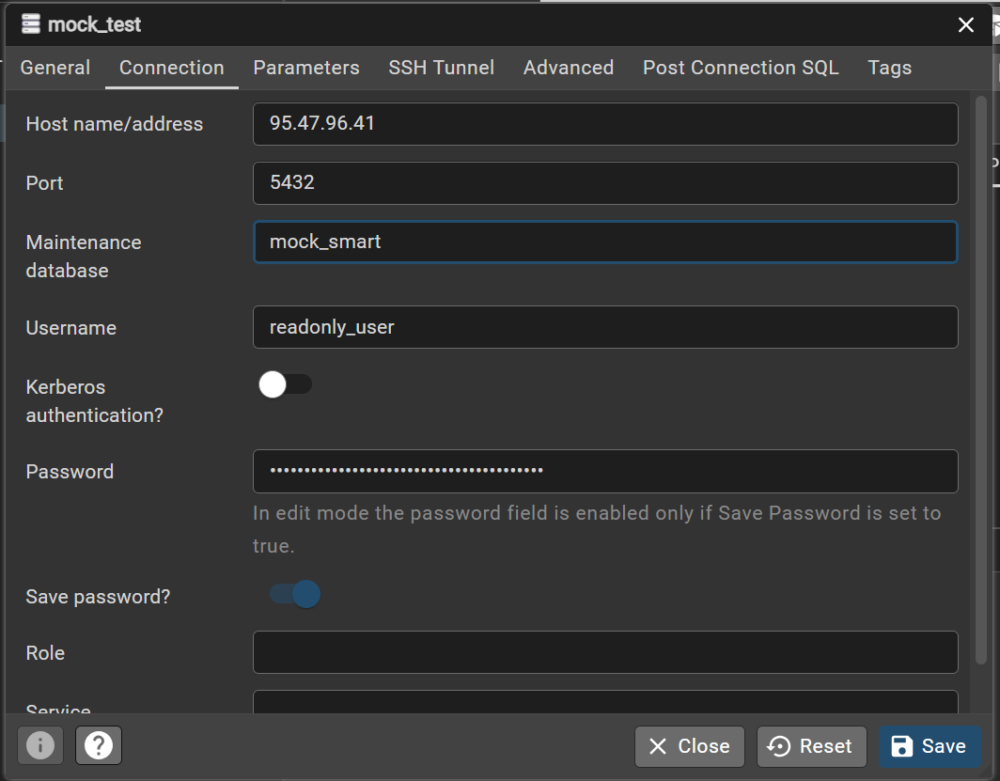 mock_test
General Connection Parameters SSH Tunnel Advanced Post Connection SQL Tags
Host name/address 95.47.96.41
Port 5432
Maintenance database mock_smart
Username readonly_user
Kerberos authentication?
Password ••••••••••••••••••••••••••••••••••••••••
In edit mode the password field is enabled only if Save Password is set to
true.
Save password?
Role
Service
Close Reset Save